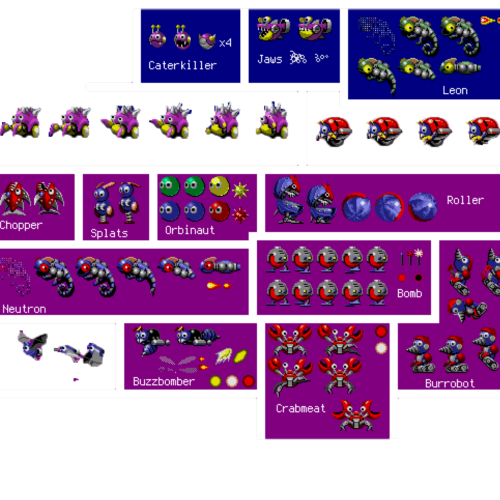 x4
Caterkiller
Jaws
Leon
Chopper
Splats
Orbinaut
Roller
Neutron
Bomb
Buzzbomber
Crabmeat
Burrobot